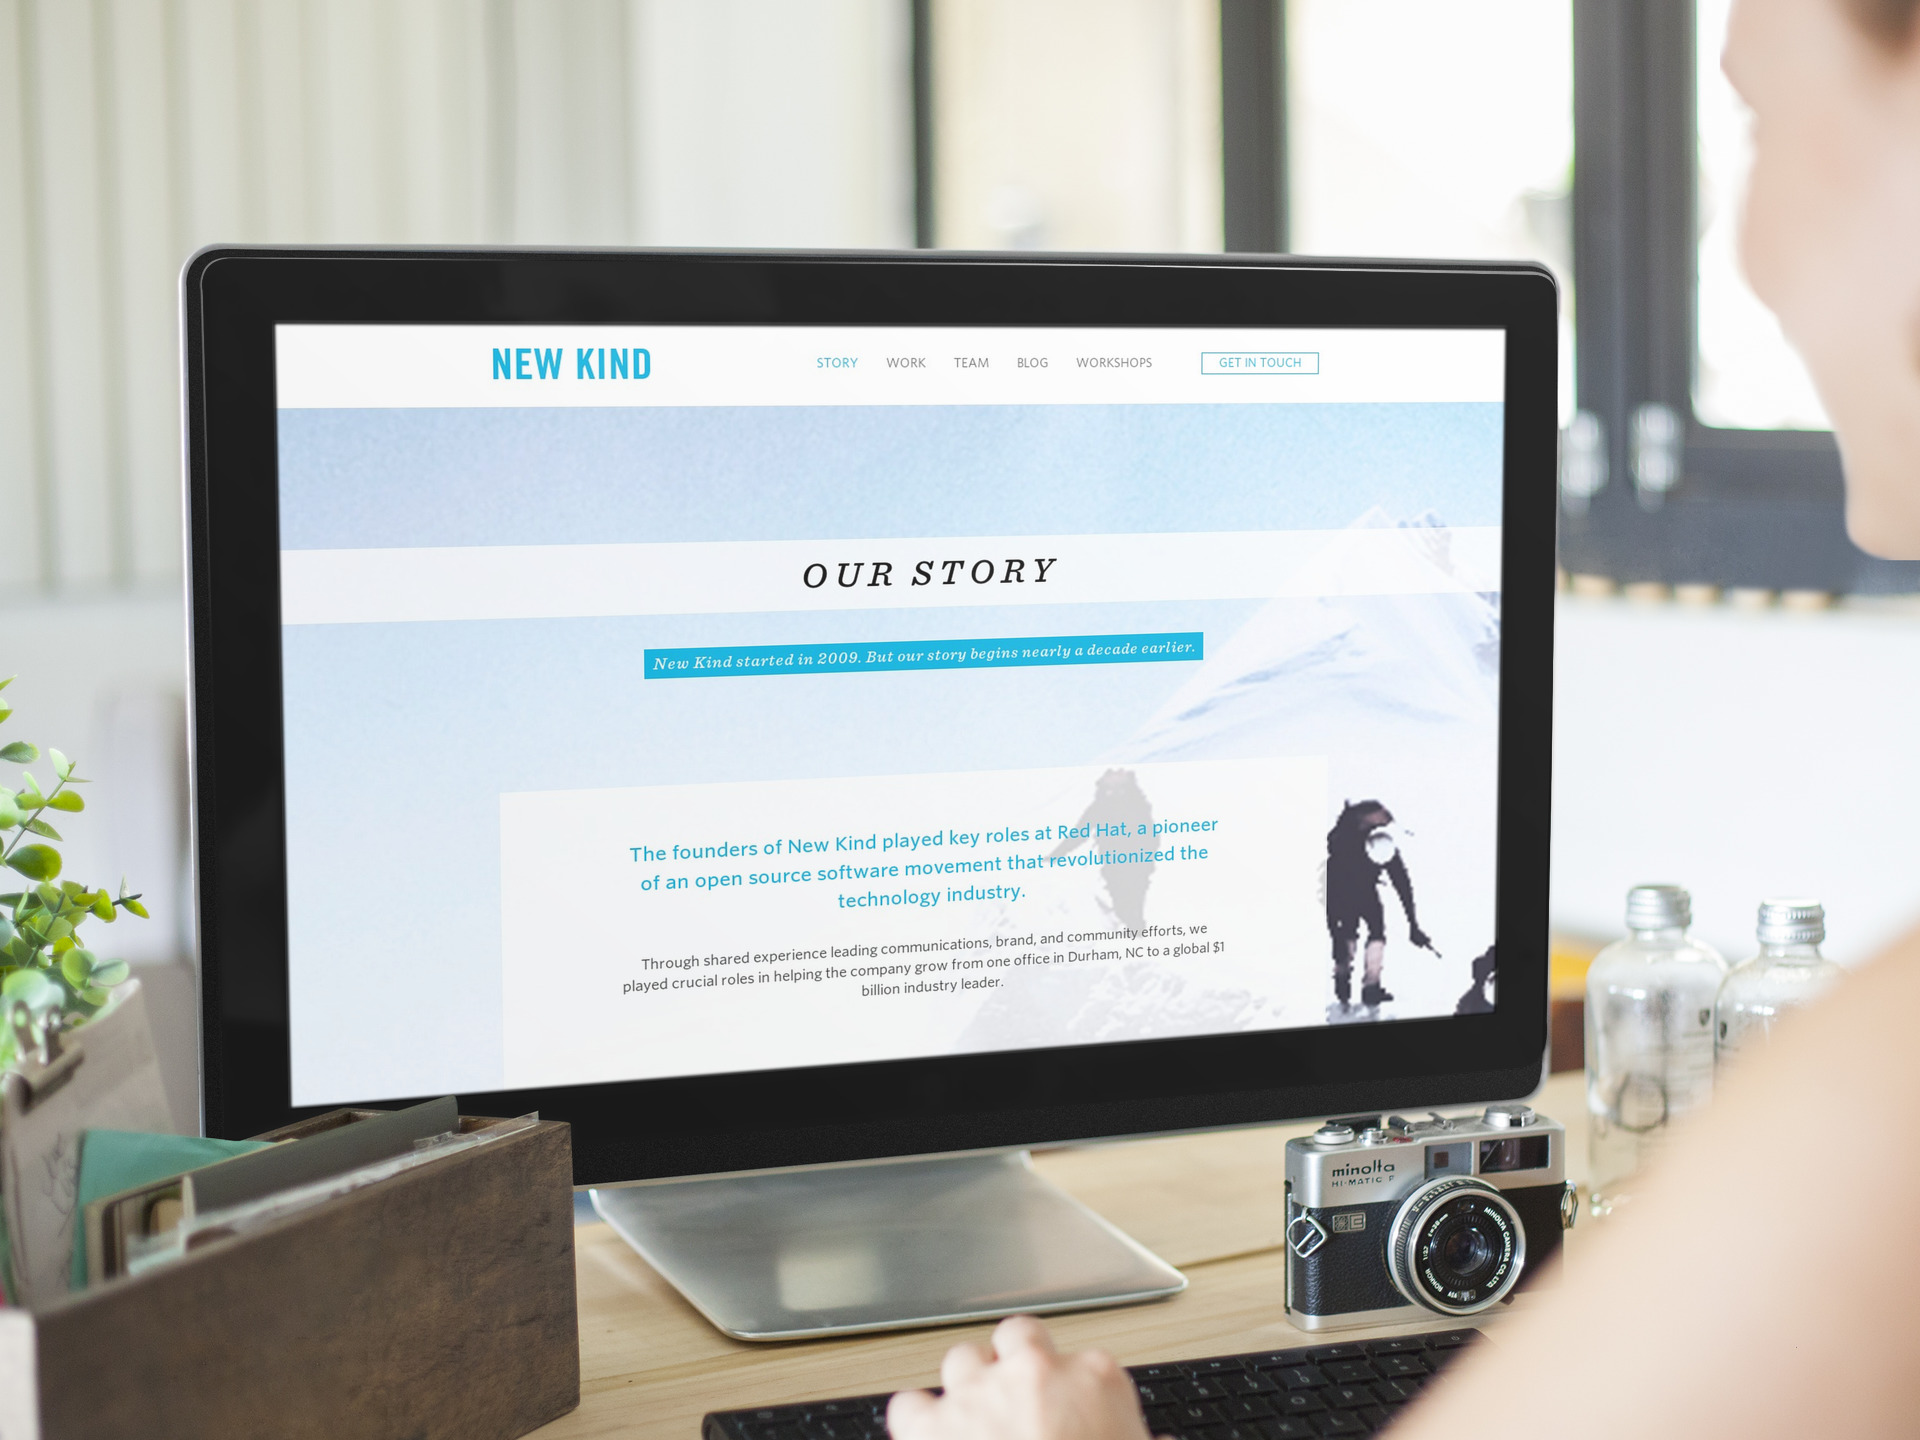 NEW KIND
STORY WORK TEAM BLOG WORKSHOPS GET IN TOUCH
OUR STORY
New Kind started in 2009. But our story begins nearly a decade earlier.
The founders of New Kind played key roles at Red Hat, a pioneer
of an open source software movement that revolutionized the
technology industry.
Through shared experience leading communications, brand, and community efforts, we
played crucial roles in helping the company grow from one office in Durham, NC to a global $1
billion industry leader.
minolta
HI-MATIC F
MINOLTA CAMERA CO., LTD.